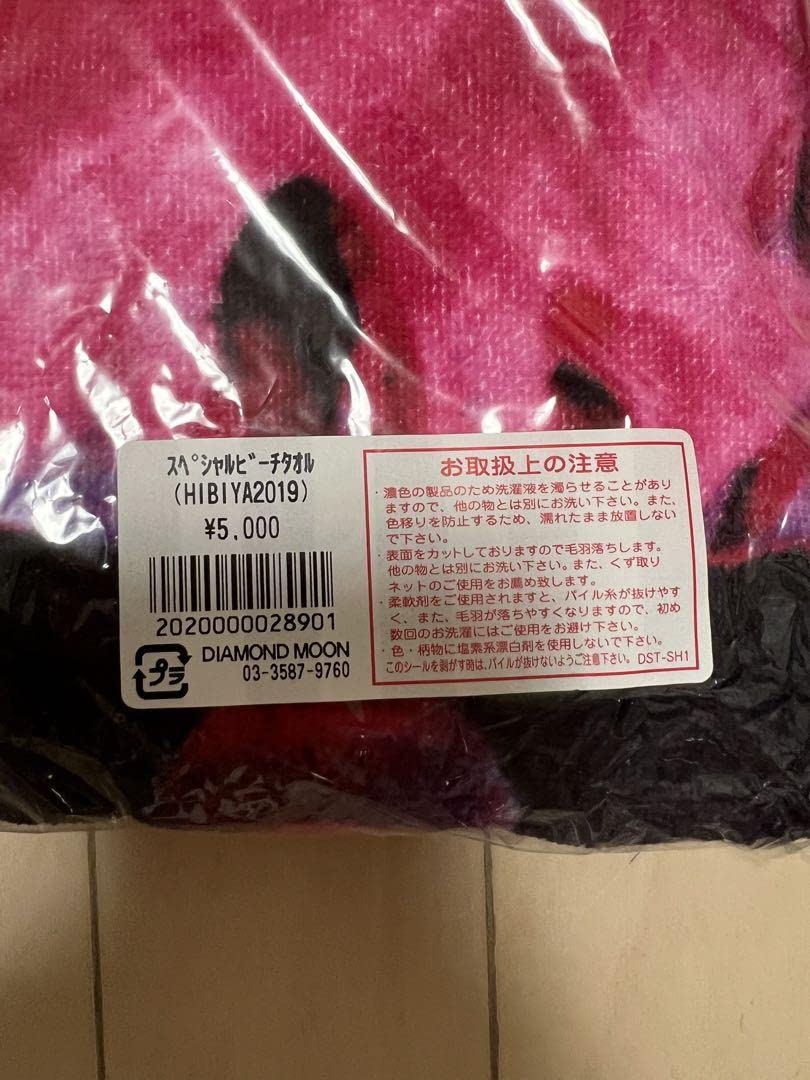 ｽﾍﾟｼｬﾙﾋﾞｰﾁﾀｵﾙ
(HIBIYA2019)
¥5,000
2020000028901
プラ
DIAMOND MOON
03-3587-9760
お取扱上の注意
・濃色の製品のため洗濯液を濁らせることがあり
ますので、他の物とは別にお洗い下さい。また、
色移りを防止するため、濡れたまま放置しない
で下さい。
・表面をカットしておりますので毛羽落ちします。
他の物とは別にお洗い下さい。また、くず取り
ネットのご使用をお薦め致します。
・柔軟剤をご使用されますと、パイル糸が抜けやす
く、また、毛羽が落ちやすくなりますので、初め
数回のお洗濯にはご使用をお避け下さい。
・色・柄物に塩素系漂白剤を使用しないで下さい。
このシールを剥がす時は、パイルが抜けないようご注意下さい。 DST-SH1